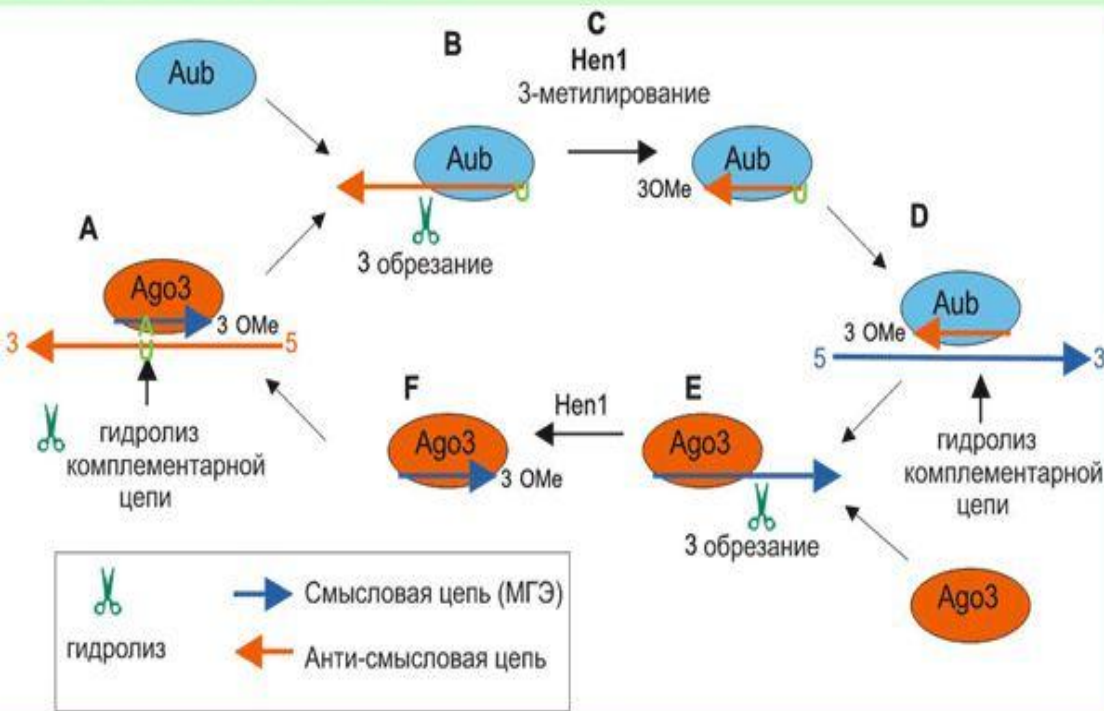 B
C
Hen1
3-метилирование
Aub
Aub
Aub
3OMe
3 обрезание
A
Ago3
3 OMe
3
5
гидролиз
комплементарной
цепи
D
Aub
3 OMe
5
3
гидролиз
комплементарной
цепи
F
Hen1
E
Ago3
3 OMe
Ago3
3 обрезание
Ago3
гидролиз
Смысловая цепь (МГЭ)
Анти-смысловая цепь